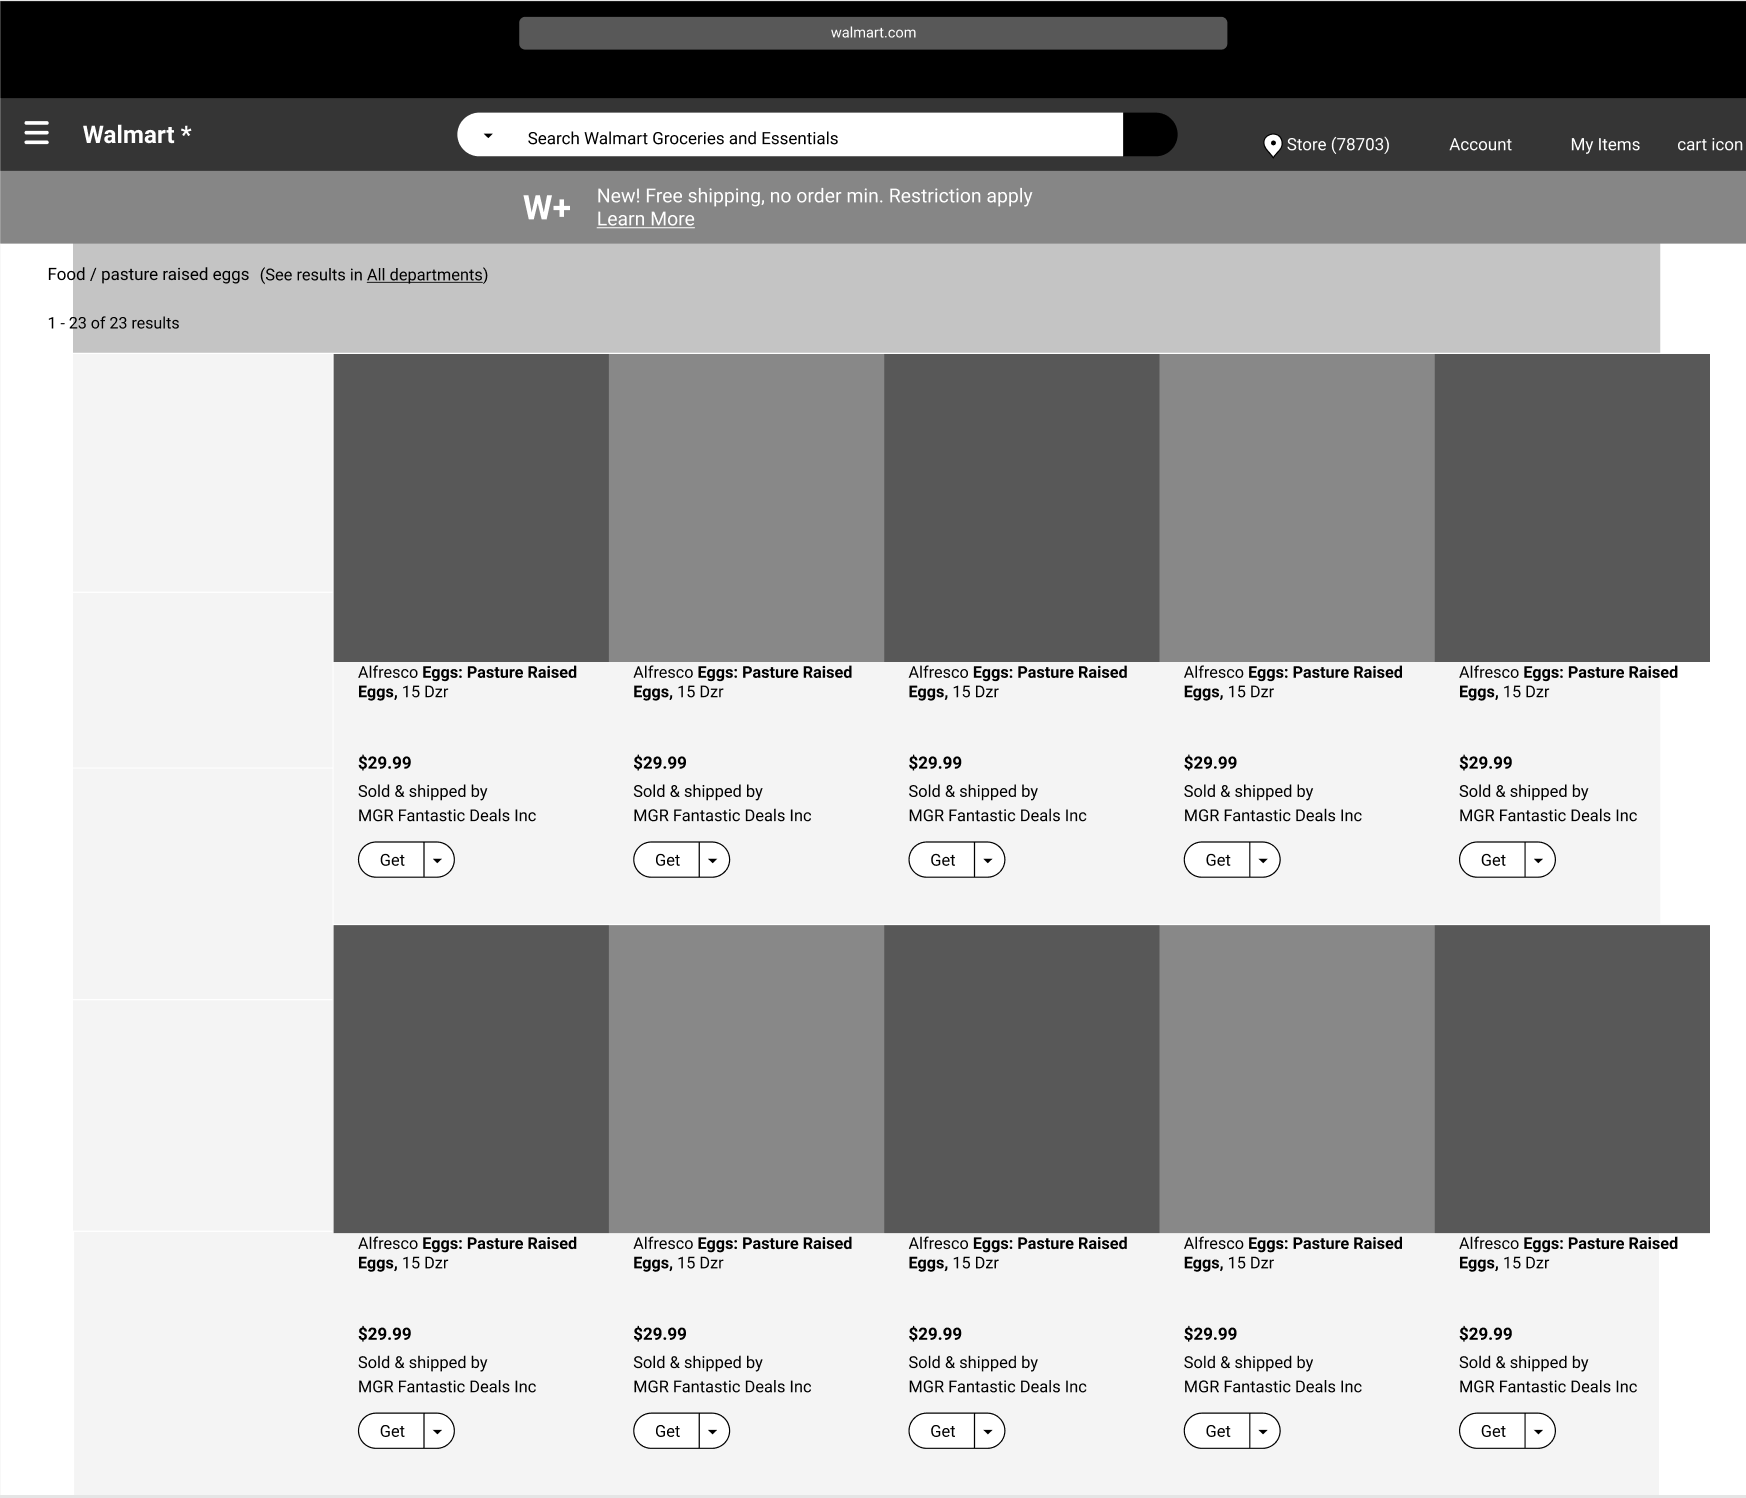 walmart.com
Walmart *
Search Walmart Groceries and Essentials
Store (78703)
Account
My Items
cart icon
W+
New! Free shipping, no order min. Restriction apply
Learn More
Food / pasture raised eggs (See results in All departments)
1 - 23 of 23 results
Alfresco Eggs: Pasture Raised
Eggs, 15 Dzr
$29.99
Sold & shipped by
MGR Fantastic Deals Inc
Get
Alfresco Eggs: Pasture Raised
Eggs, 15 Dzr
$29.99
Sold & shipped by
MGR Fantastic Deals Inc
Get
Alfresco Eggs: Pasture Raised
Eggs, 15 Dzr
$29.99
Sold & shipped by
MGR Fantastic Deals Inc
Get
Alfresco Eggs: Pasture Raised
Eggs, 15 Dzr
$29.99
Sold & shipped by
MGR Fantastic Deals Inc
Get
Alfresco Eggs: Pasture Raised
Eggs, 15 Dzr
$29.99
Sold & shipped by
MGR Fantastic Deals Inc
Get
Alfresco Eggs: Pasture Raised
Eggs, 15 Dzr
$29.99
Sold & shipped by
MGR Fantastic Deals Inc
Get
Alfresco Eggs: Pasture Raised
Eggs, 15 Dzr
$29.99
Sold & shipped by
MGR Fantastic Deals Inc
Get
Alfresco Eggs: Pasture Raised
Eggs, 15 Dzr
$29.99
Sold & shipped by
MGR Fantastic Deals Inc
Get
Alfresco Eggs: Pasture Raised
Eggs, 15 Dzr
$29.99
Sold & shipped by
MGR Fantastic Deals Inc
Get
Alfresco Eggs: Pasture Raised
Eggs, 15 Dzr
$29.99
Sold & shipped by
MGR Fantastic Deals Inc
Get